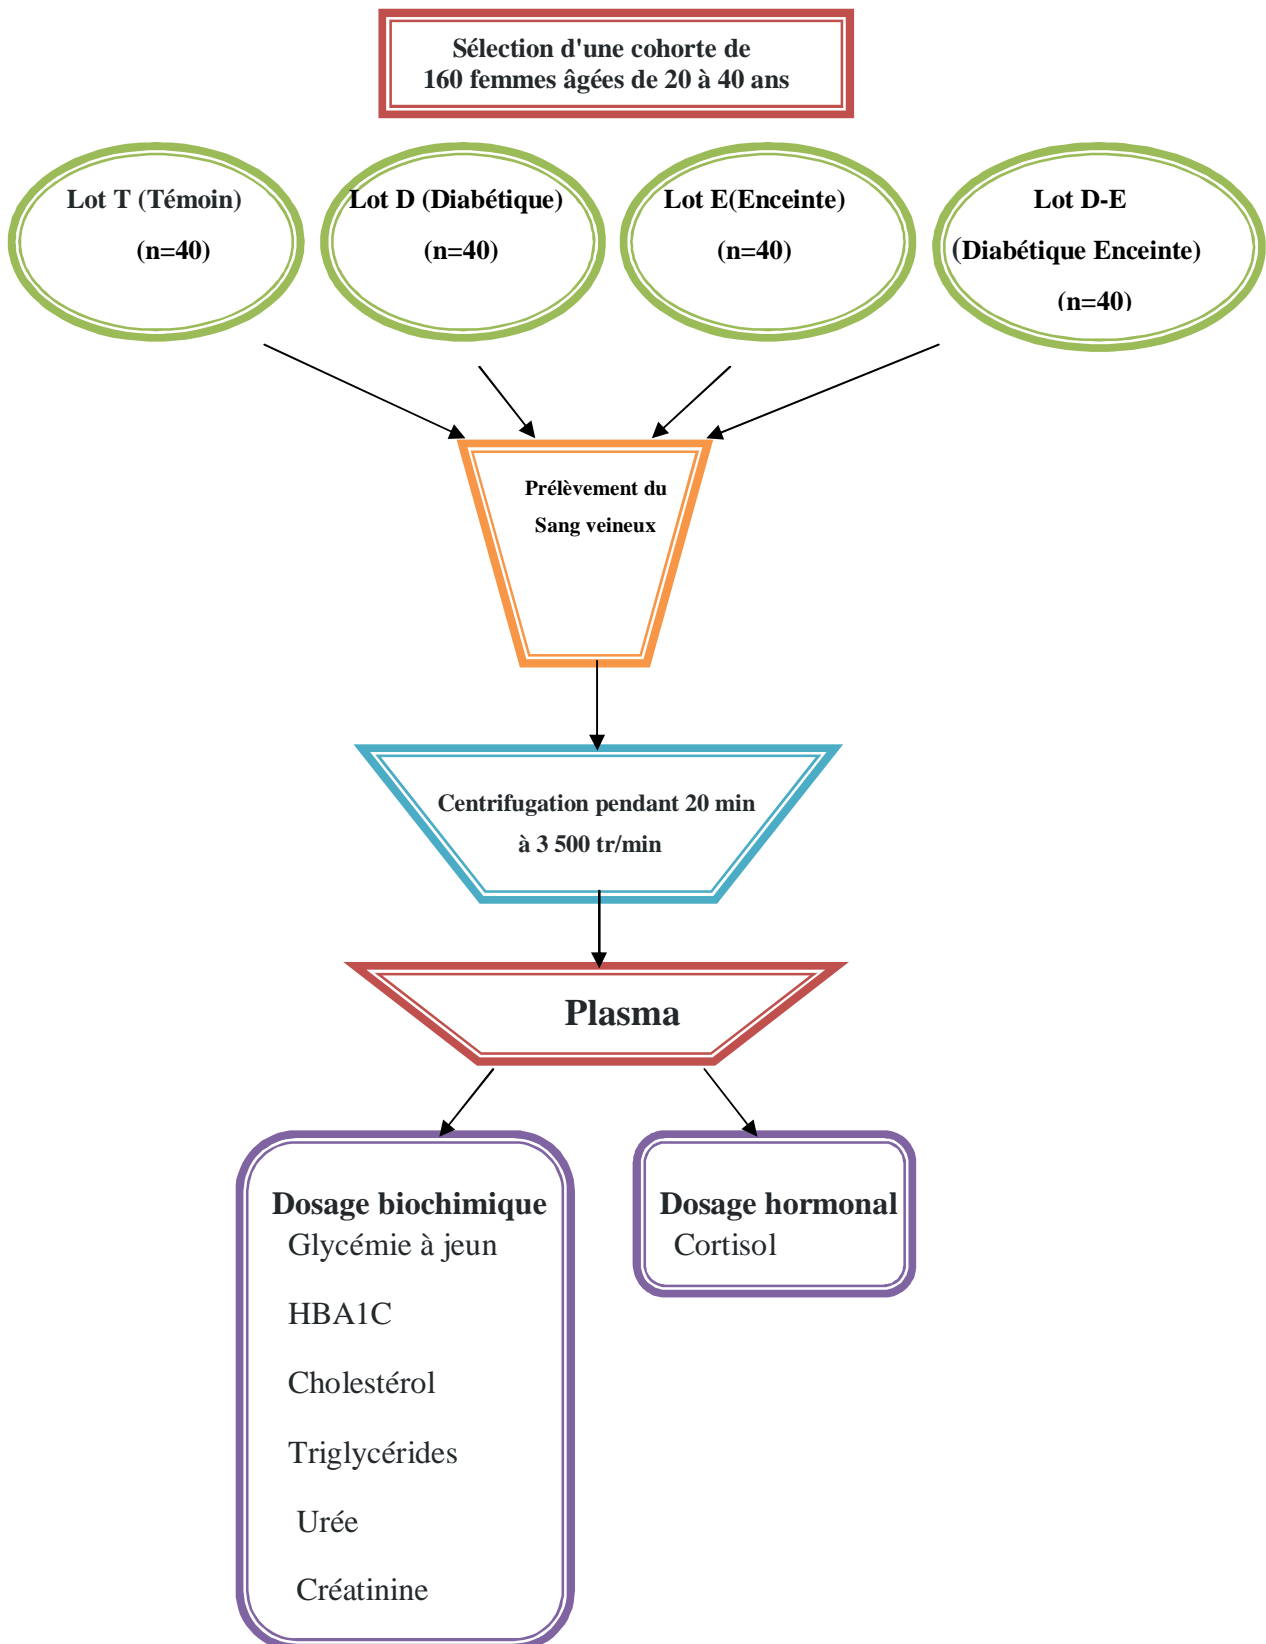 Sélection d'une cohorte de
160 femmes âgées de 20 à 40 ans
Lot T (Témoin)
(n=40)
Lot D (Diabétique)
(n=40)
Lot E(Enceinte)
(n=40)
Lot D-E
(Diabétique Enceinte)
(n=40)
Prélèvement du
Sang veineux
Centrifugation pendant 20 min
à 3 500 tr/min
Plasma
Dosage biochimique
Glycémie à jeun
HBA1C
Cholestérol
Triglycérides
Urée
Créatinine
Dosage hormonal
Cortisol